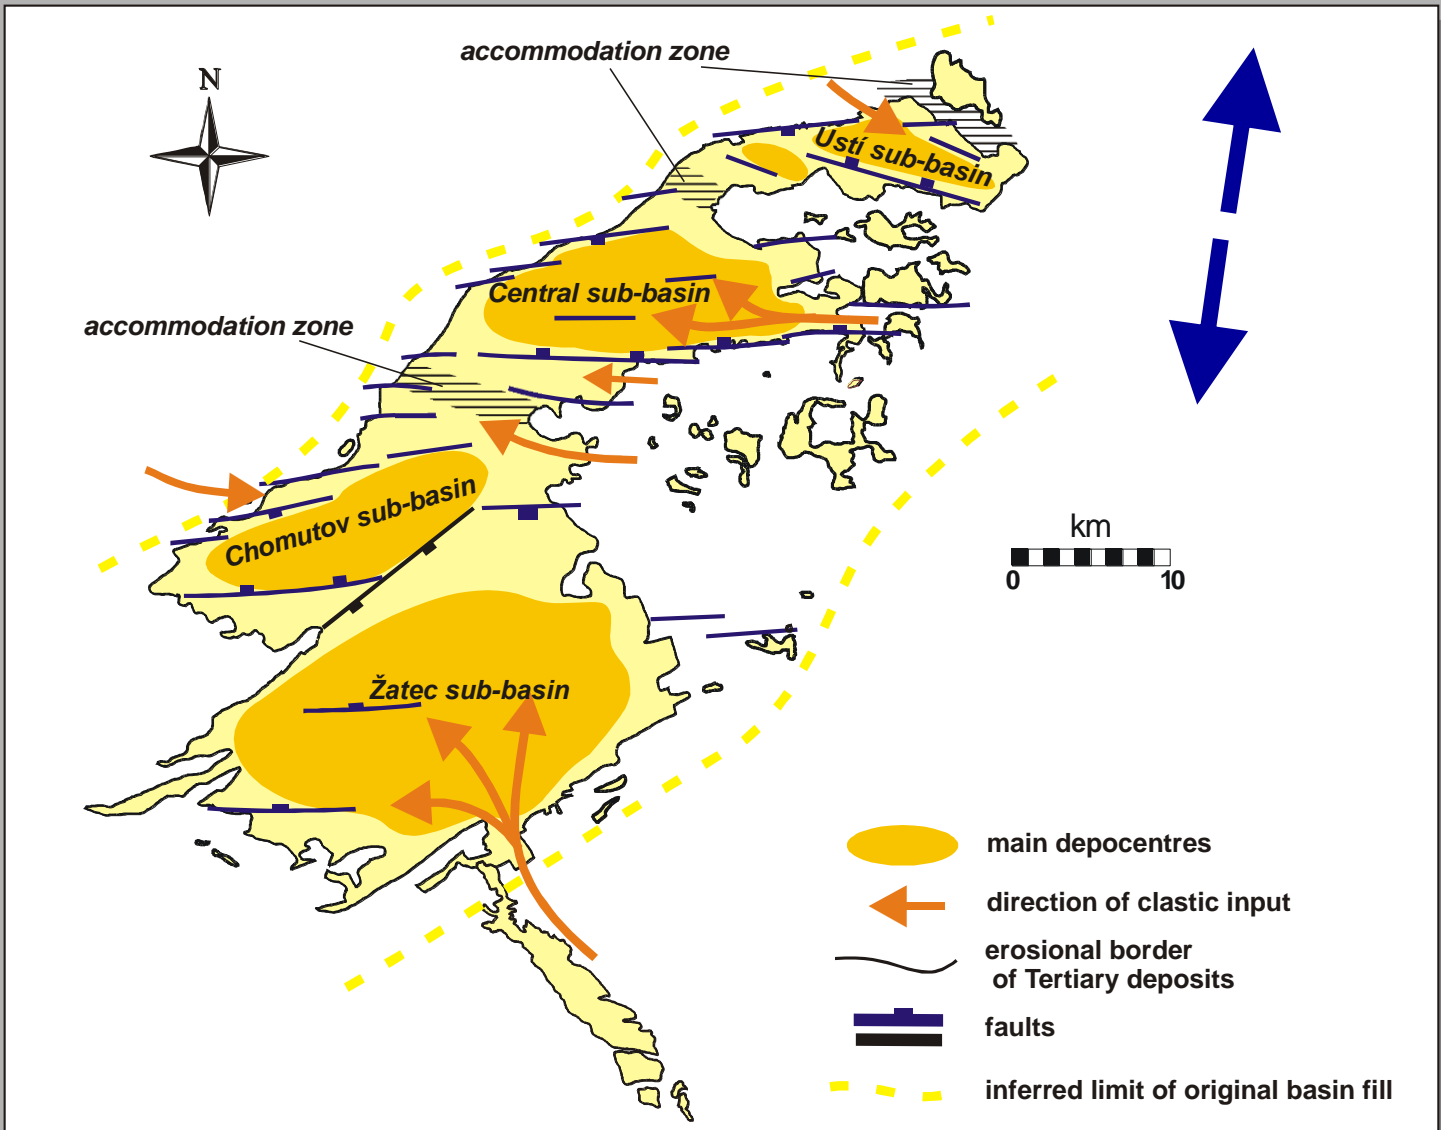 accommodation zone
N
Ústí sub-basin
Central sub-basin
accommodation zone
Chomutov sub-basin
km
0 10
Žatec sub-basin
main depocentres
direction of clastic input
erosional border
of Tertiary deposits
faults
inferred limit of original basin fill